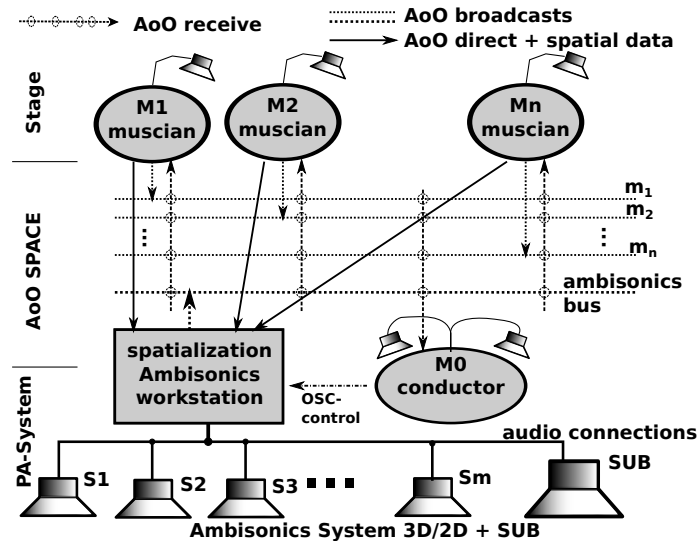 AoO receive
AoO broadcasts
AoO direct + spatial data
Stage
M1
muscian
M2
muscian
Mn
muscian
AoO SPACE
m1
m2
mn
ambisonics
bus
spatialization
Ambisonics
workstation
OSC-
control
M0
conductor
PA-System
audio connections
S1
S2
S3
Sm
SUB
Ambisonics System 3D/2D + SUB